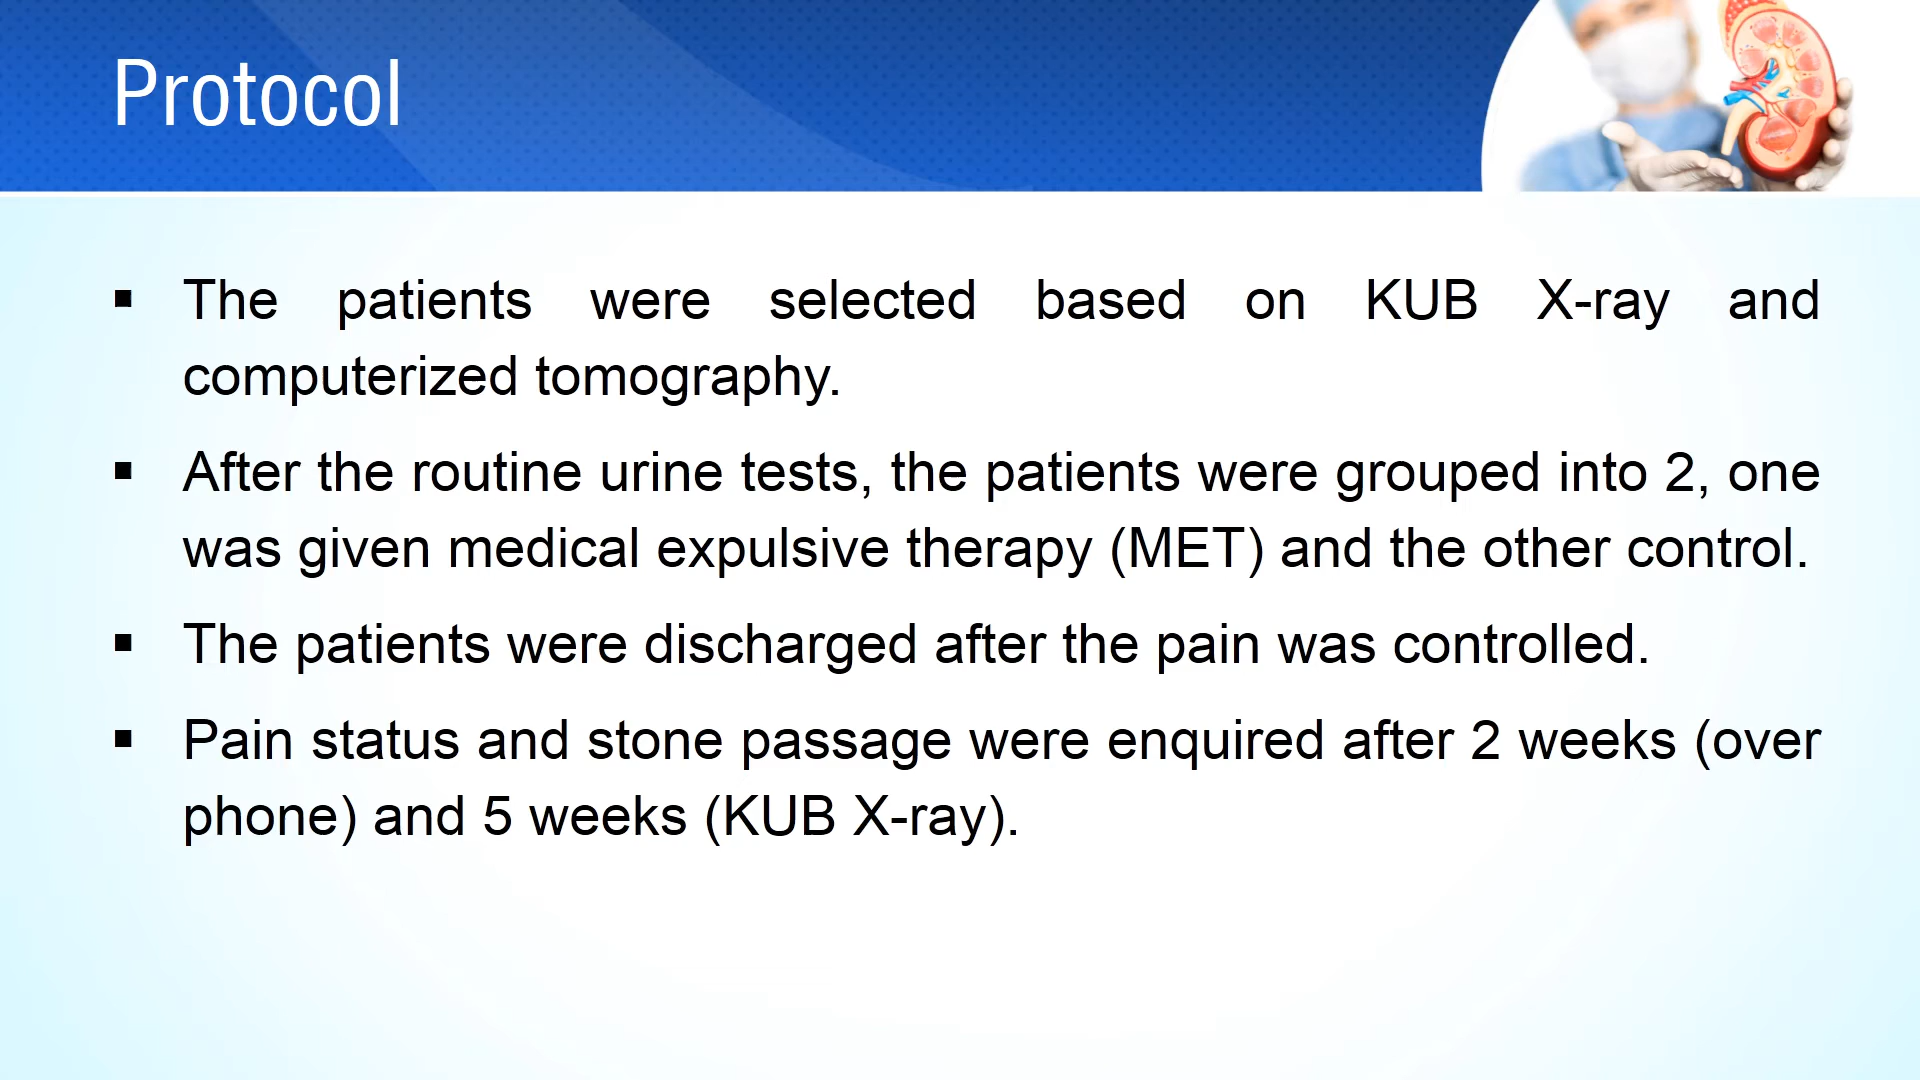 Protocol
▪ The patients were selected based on KUB X-ray and
computerized tomography.
▪ After the routine urine tests, the patients were grouped into 2, one
was given medical expulsive therapy (MET) and the other control.
▪ The patients were discharged after the pain was controlled.
▪ Pain status and stone passage were enquired after 2 weeks (over
phone) and 5 weeks (KUB X-ray).